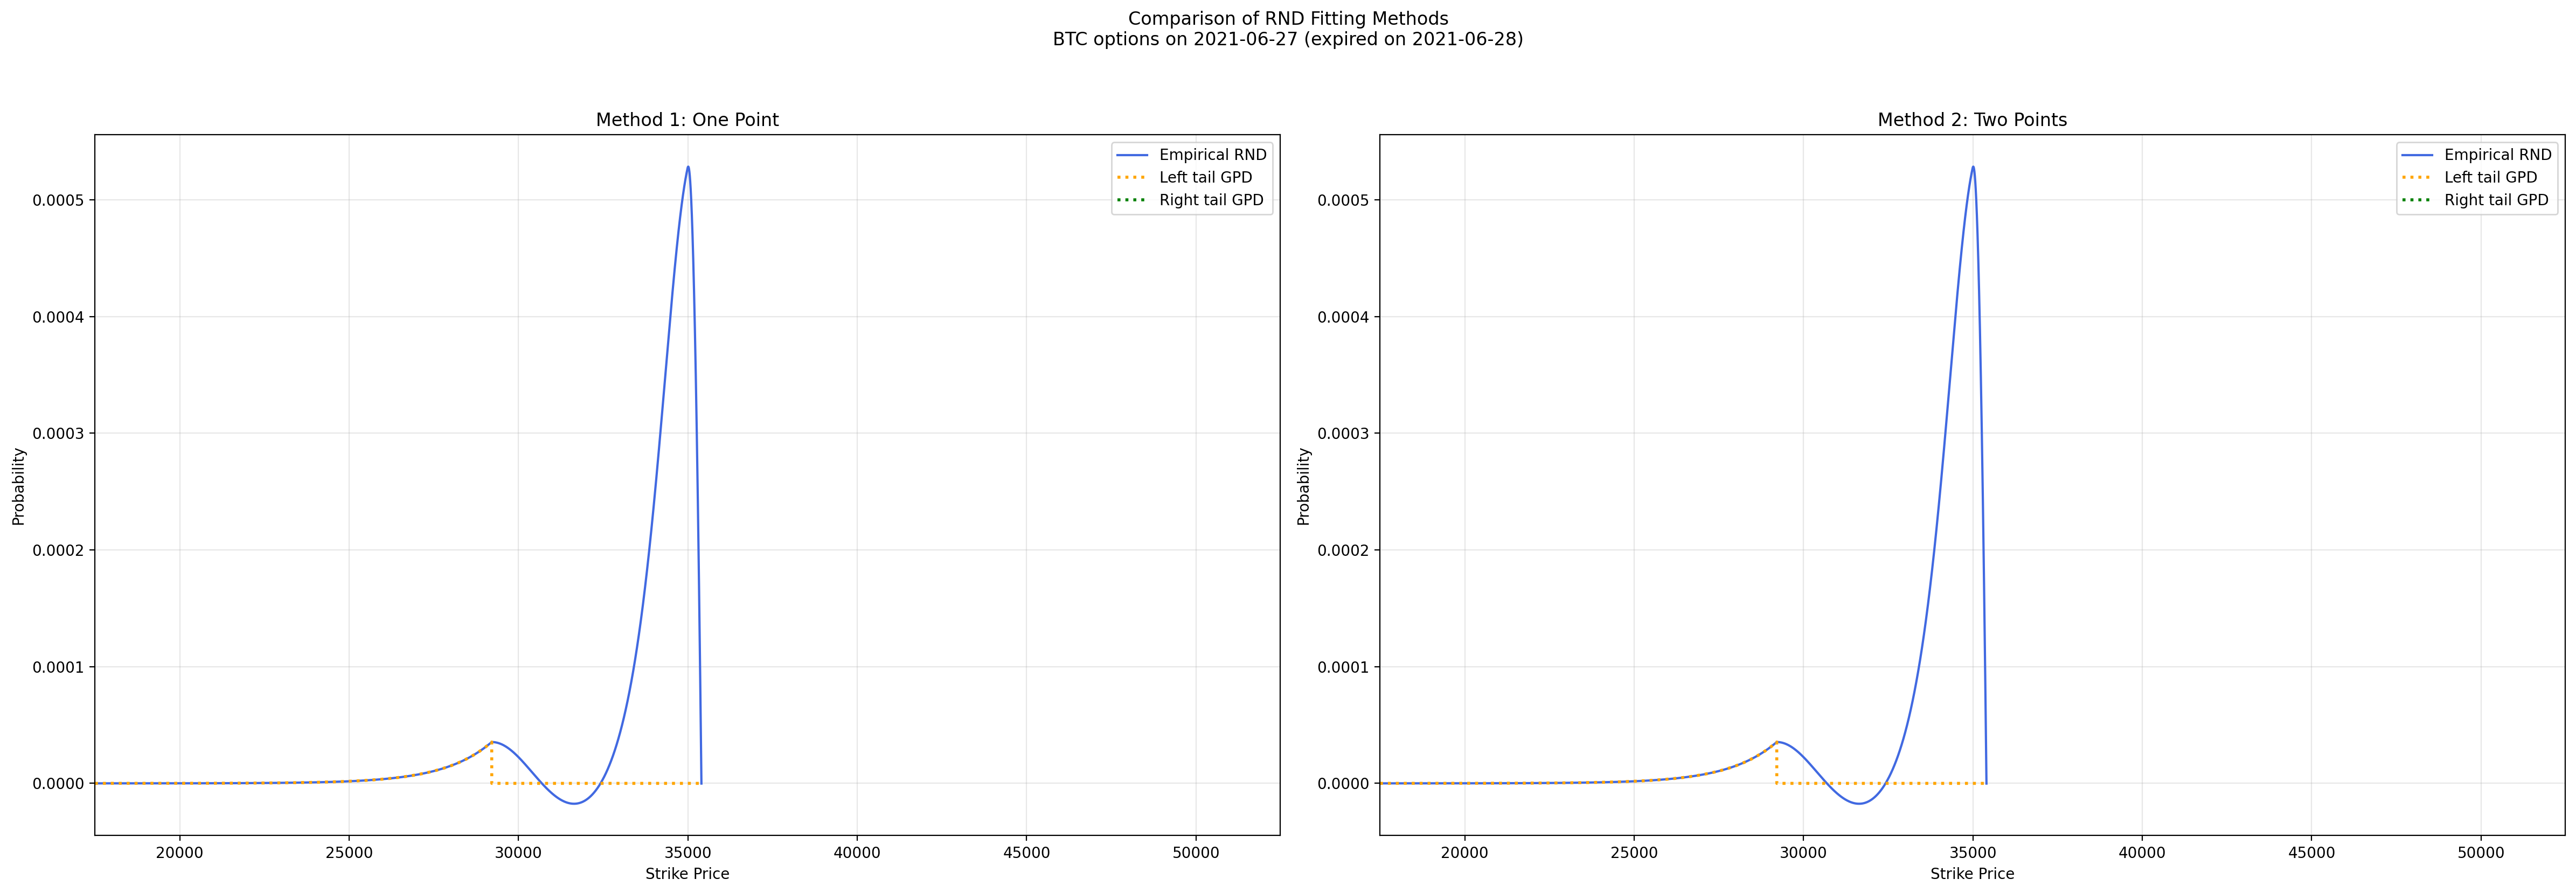 Comparison of RND Fitting Methods
BTC options on 2021-06-27 (expired on 2021-06-28)
Method 1: One Point
Empirical RND
Left tail GPD
Right tail GPD
0.0005
0.0004
0.0003
0.0002
0.0001
0.0000
Probability
20000 25000 30000 35000 40000 45000 50000
Strike Price
Method 2: Two Points
Empirical RND
Left tail GPD
Right tail GPD
0.0005
0.0004
0.0003
0.0002
0.0001
0.0000
Probability
20000 25000 30000 35000 40000 45000 50000
Strike Price